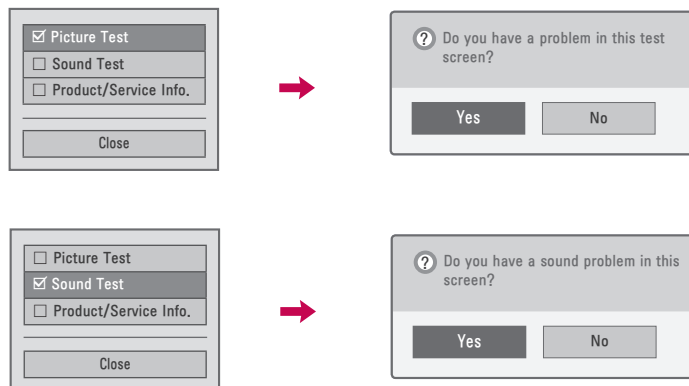 ☑ Picture Test
☐ Sound Test
☐ Product/Service Info.
Close
? Do you have a problem in this test
screen?
Yes No
☐ Picture Test
☑ Sound Test
☐ Product/Service Info.
Close
? Do you have a sound problem in this
screen?
Yes No